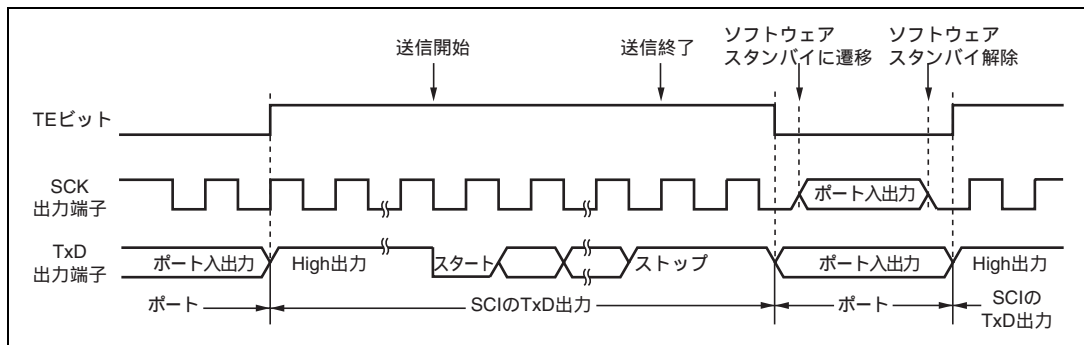 送信開始
送信終了
ソフトウェア
スタンバイに遷移
ソフトウェア
スタンバイ解除
TEビット
SCK
出力端子
ポート入出力
TxD
出力端子
ポート入出力
High出力
スタート
ストップ
ポート入出力
High出力
ポート
SCIのTxD出力
ポート
SCIの
TxD出力